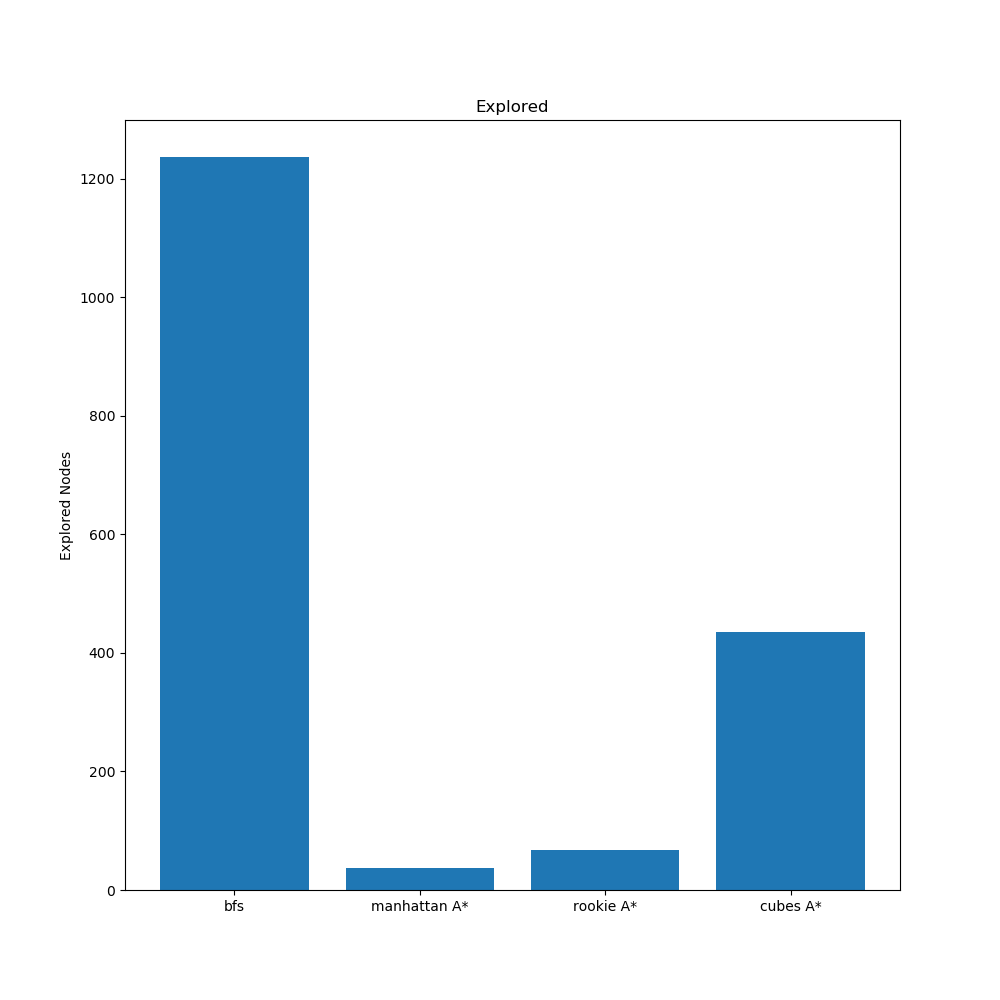 Explored
Explored Nodes
1200
1000
800
600
400
200
0
bfs
manhattan A*
rookie A*
cubes A*